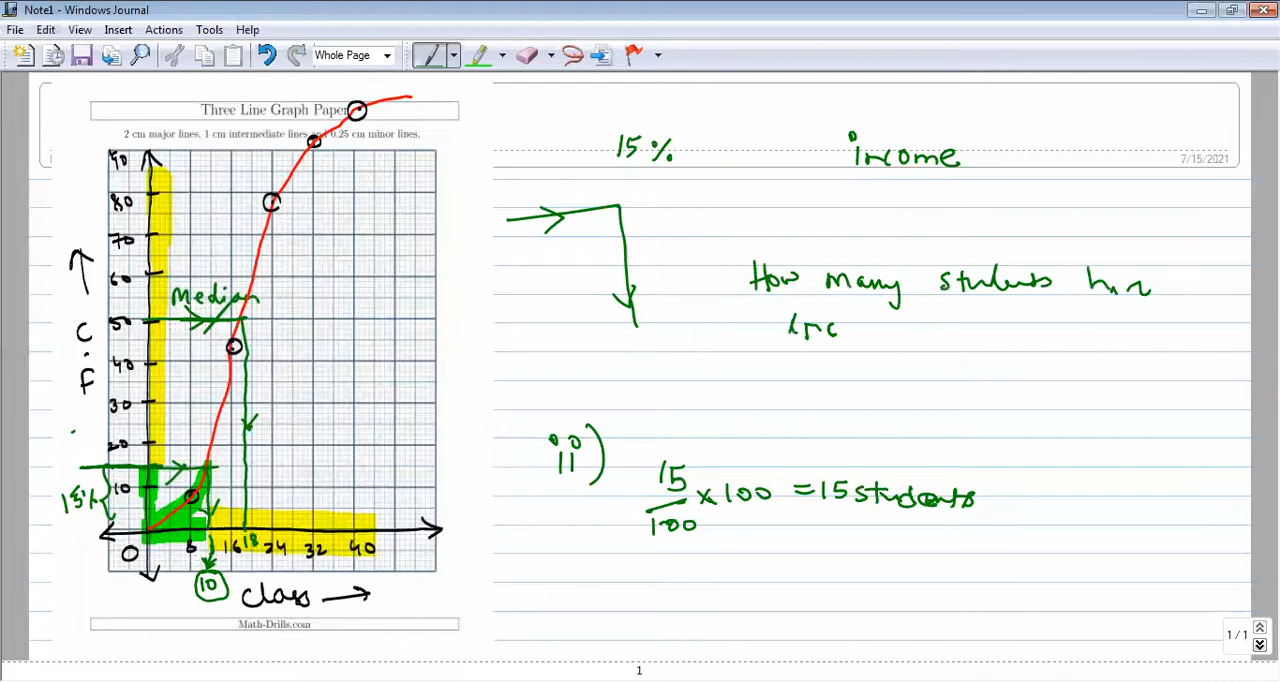 Note1 - Windows Journal
File Edit View Insert Actions Tools Help
Whole Page
Three Line Graph Paper
2 cm major lines, 1 cm intermediate lines and 0.25 cm minor lines.
7/15/2021
15%
income
How many students
90
80
70
60
Median
50
40
30
20
10
C.F
15%
0 8 16 18 24 32 40
10
class
Math-Drills.com
ii)
15/100 × 100 = 15 students
1/1
1